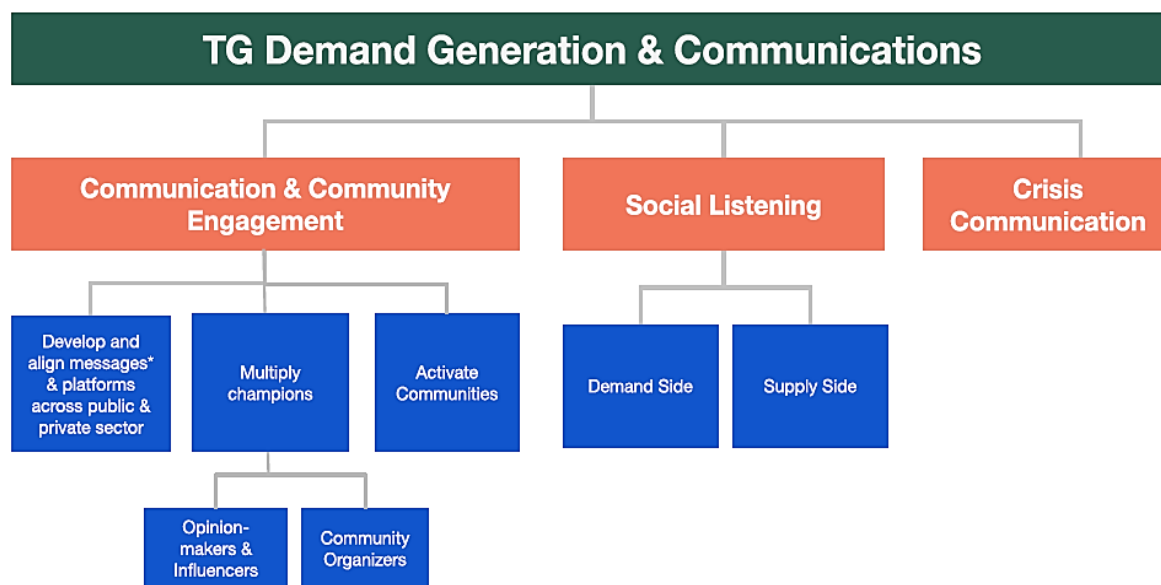 TG Demand Generation & Communications
Communication & Community
Engagement
Social Listening
Crisis
Communication
Develop and
align messages*
& platforms
across public &
private sector
Multiply
champions
Activate
Communities
Demand Side
Supply Side
Opinion-
makers &
Influencers
Community
Organizers